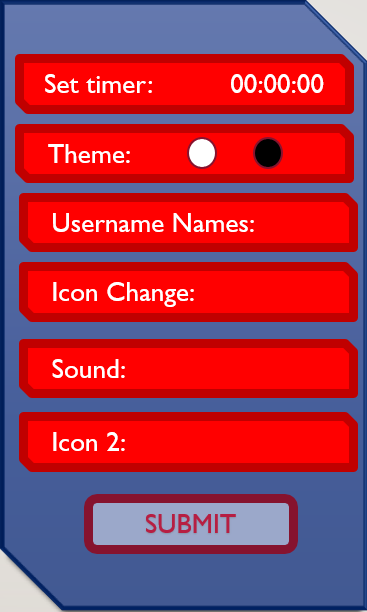 Set timer: 00:00:00
Theme:
Username Names:
Icon Change:
Sound:
Icon 2:
SUBMIT